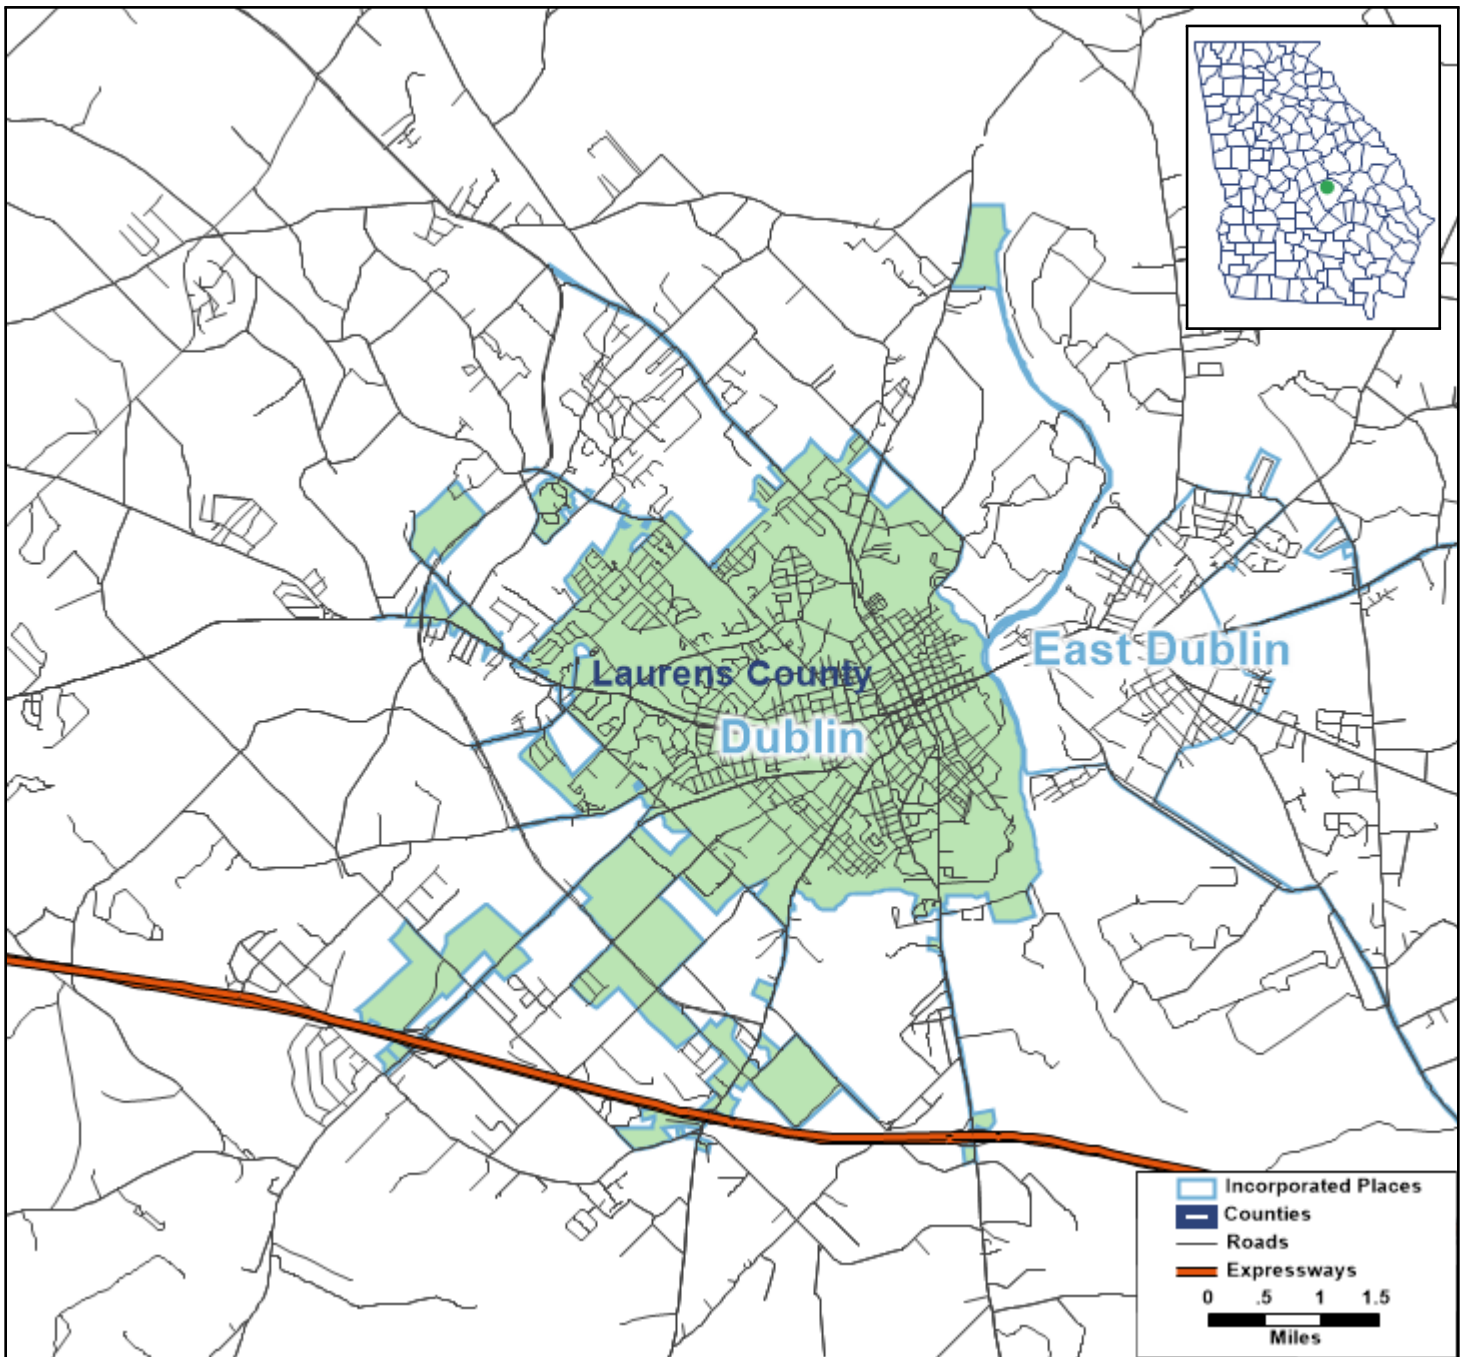 East Dublin
Laurens County
Dublin
Incorporated Places
Counties
Roads
Expressways
0 .5 1 1.5
Miles